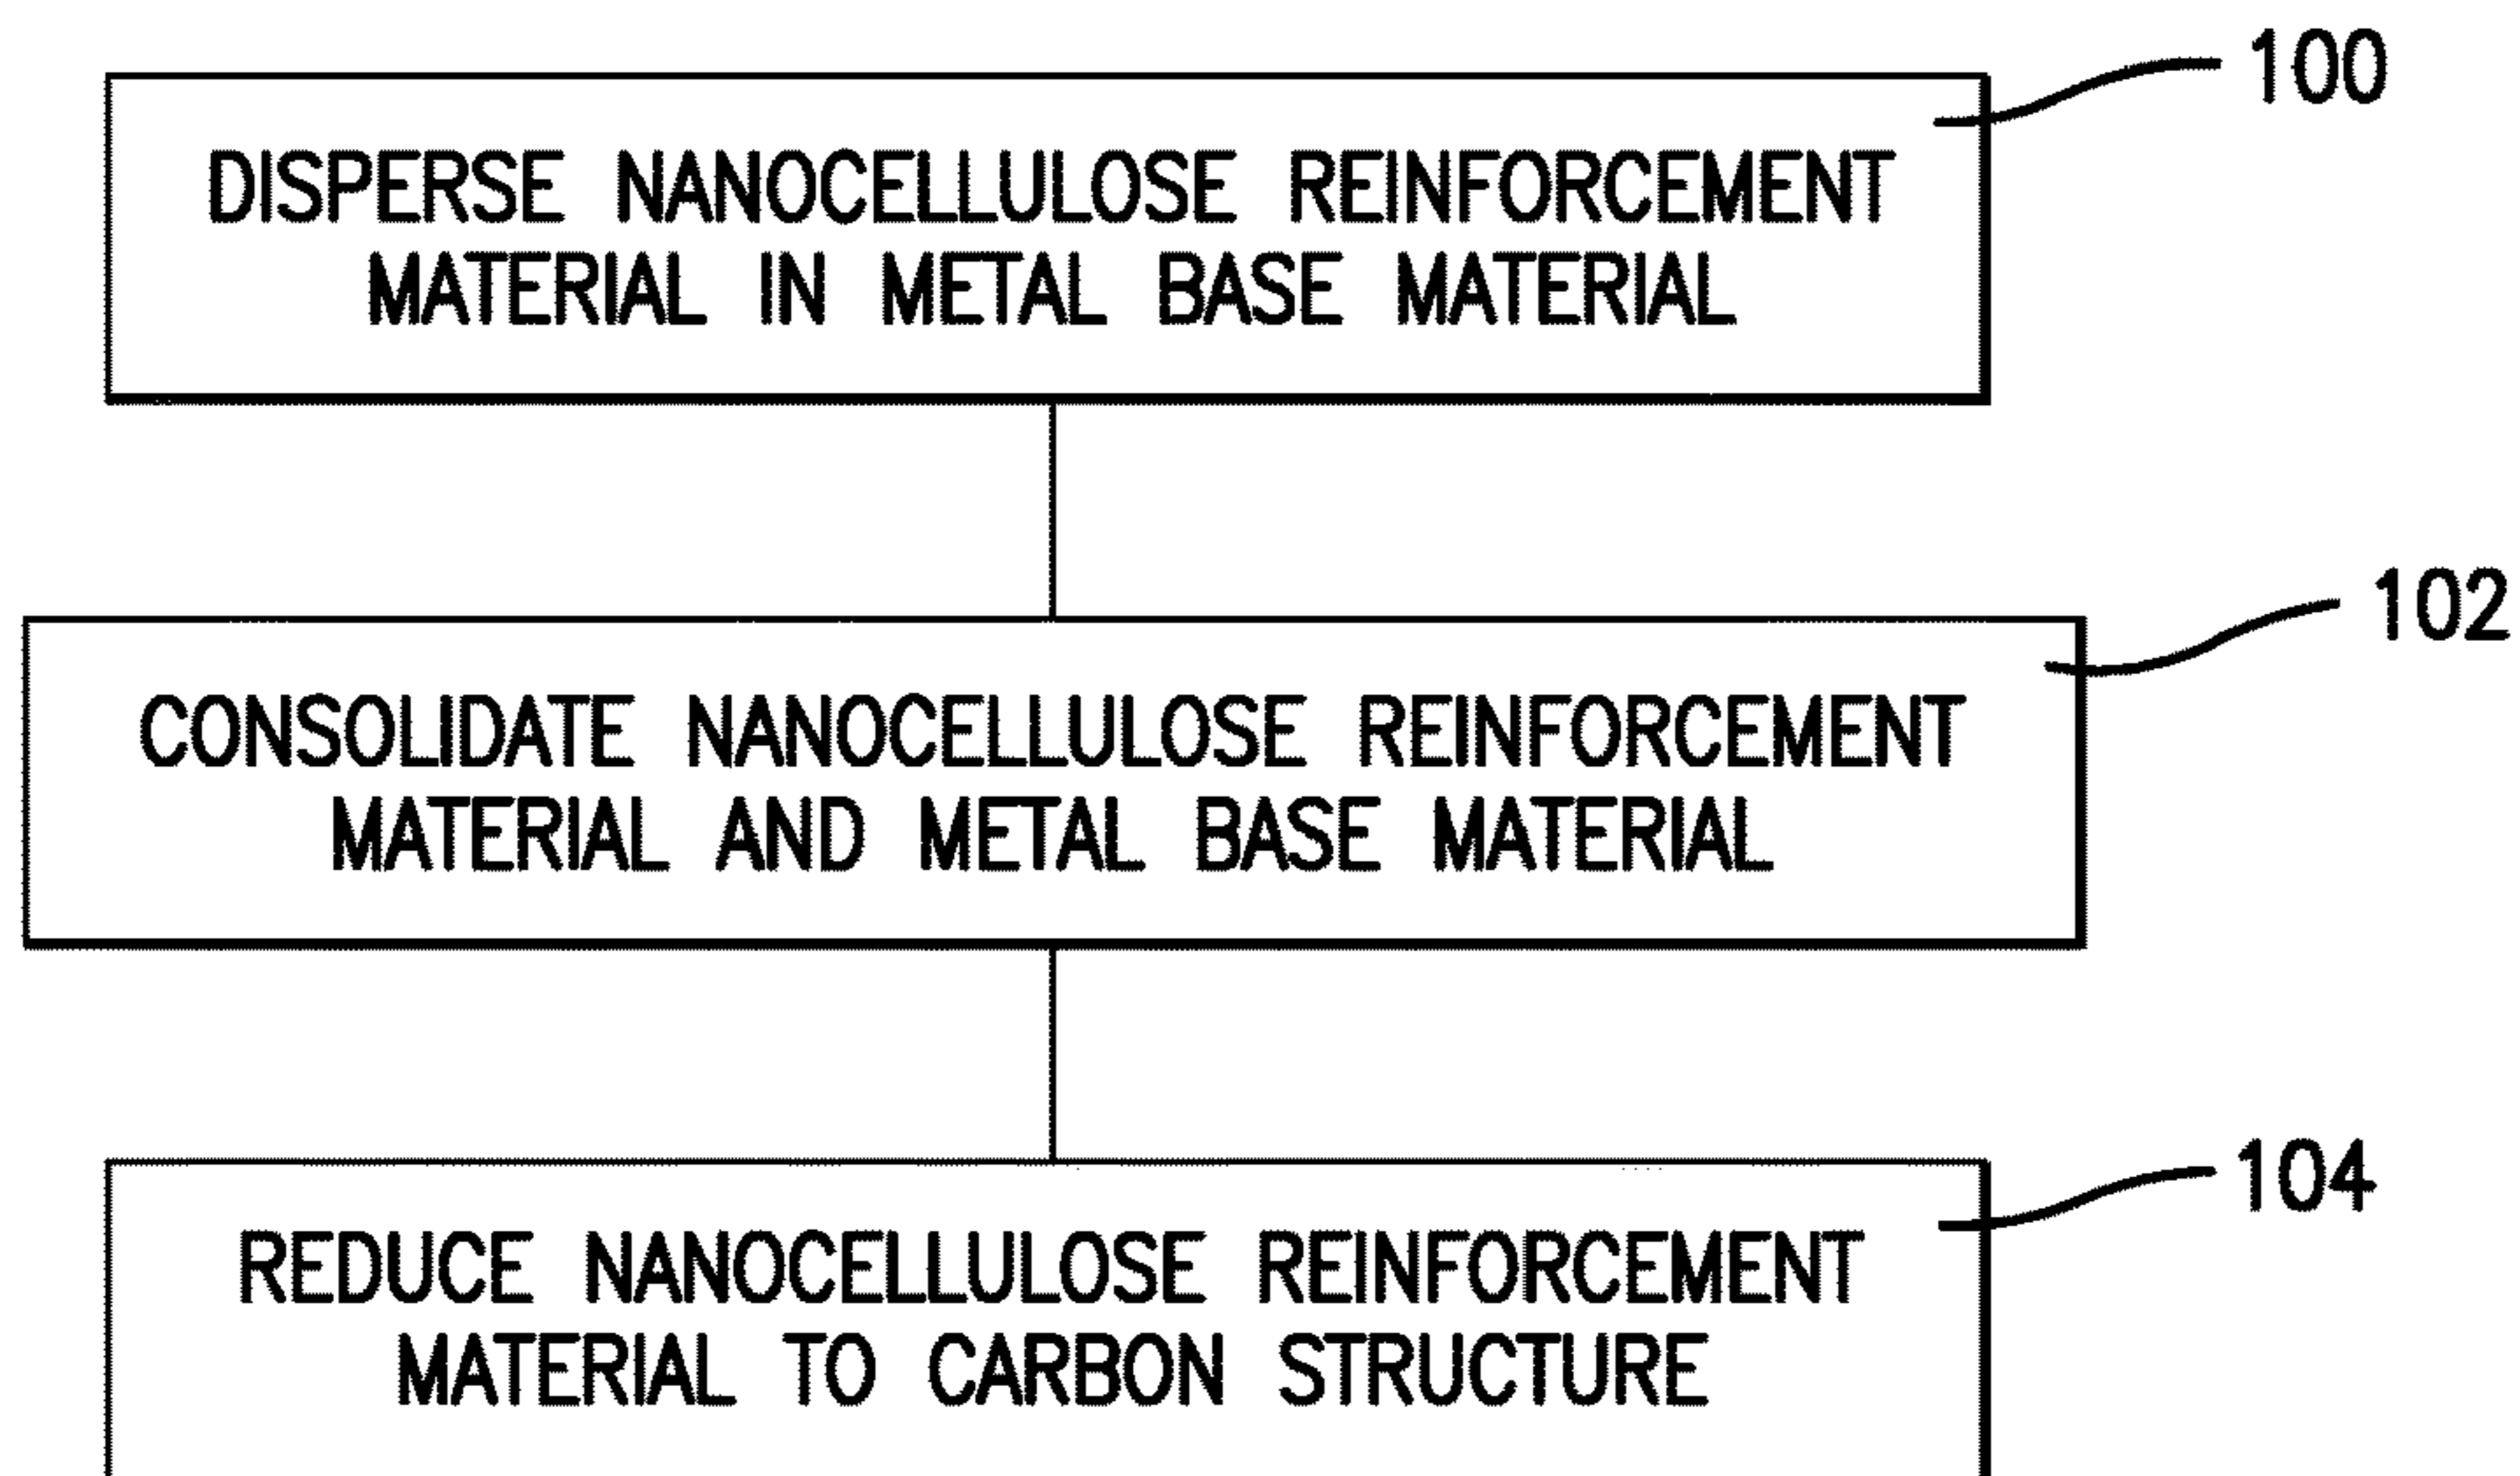 100
DISPERSE NANOCELLULOSE REINFORCEMENT
MATERIAL IN METAL BASE MATERIAL
102
CONSOLIDATE NANOCELLULOSE REINFORCEMENT
MATERIAL AND METAL BASE MATERIAL
104
REDUCE NANOCELLULOSE REINFORCEMENT
MATERIAL TO CARBON STRUCTURE